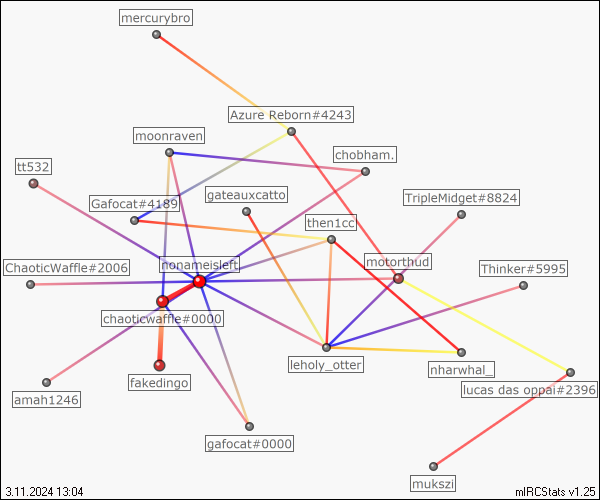 mercurybro
Azure Reborn#4243
moonraven
chobham.
tt532
gateauxcatto
TripleMidget#8824
Gafocat#4189
then1cc
nonameisleft
motorthud
ChaoticWaffle#2006
Thinker#5995
chaoticwaffle#0000
leholy_otter
nharwhal_
fakedingo
lucas das oppai#2396
amah1246
gafocat#0000
mukszi
3.11.2024 13:04
mIRCStats v1.25